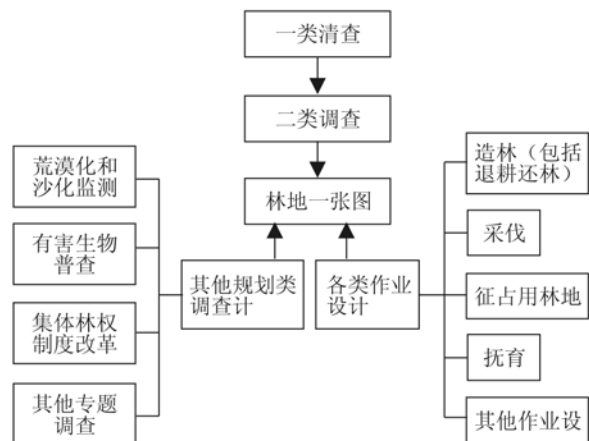 一类清查
二类调查
林地一张图
荒漠化和
沙化监测
有害生物
普查
集体林权
制度改革
其他专题
调查
其他规划类
调查计
各类作业
设计
造林（包括
退耕还林）
采伐
征占用林地
抚育
其他作业设